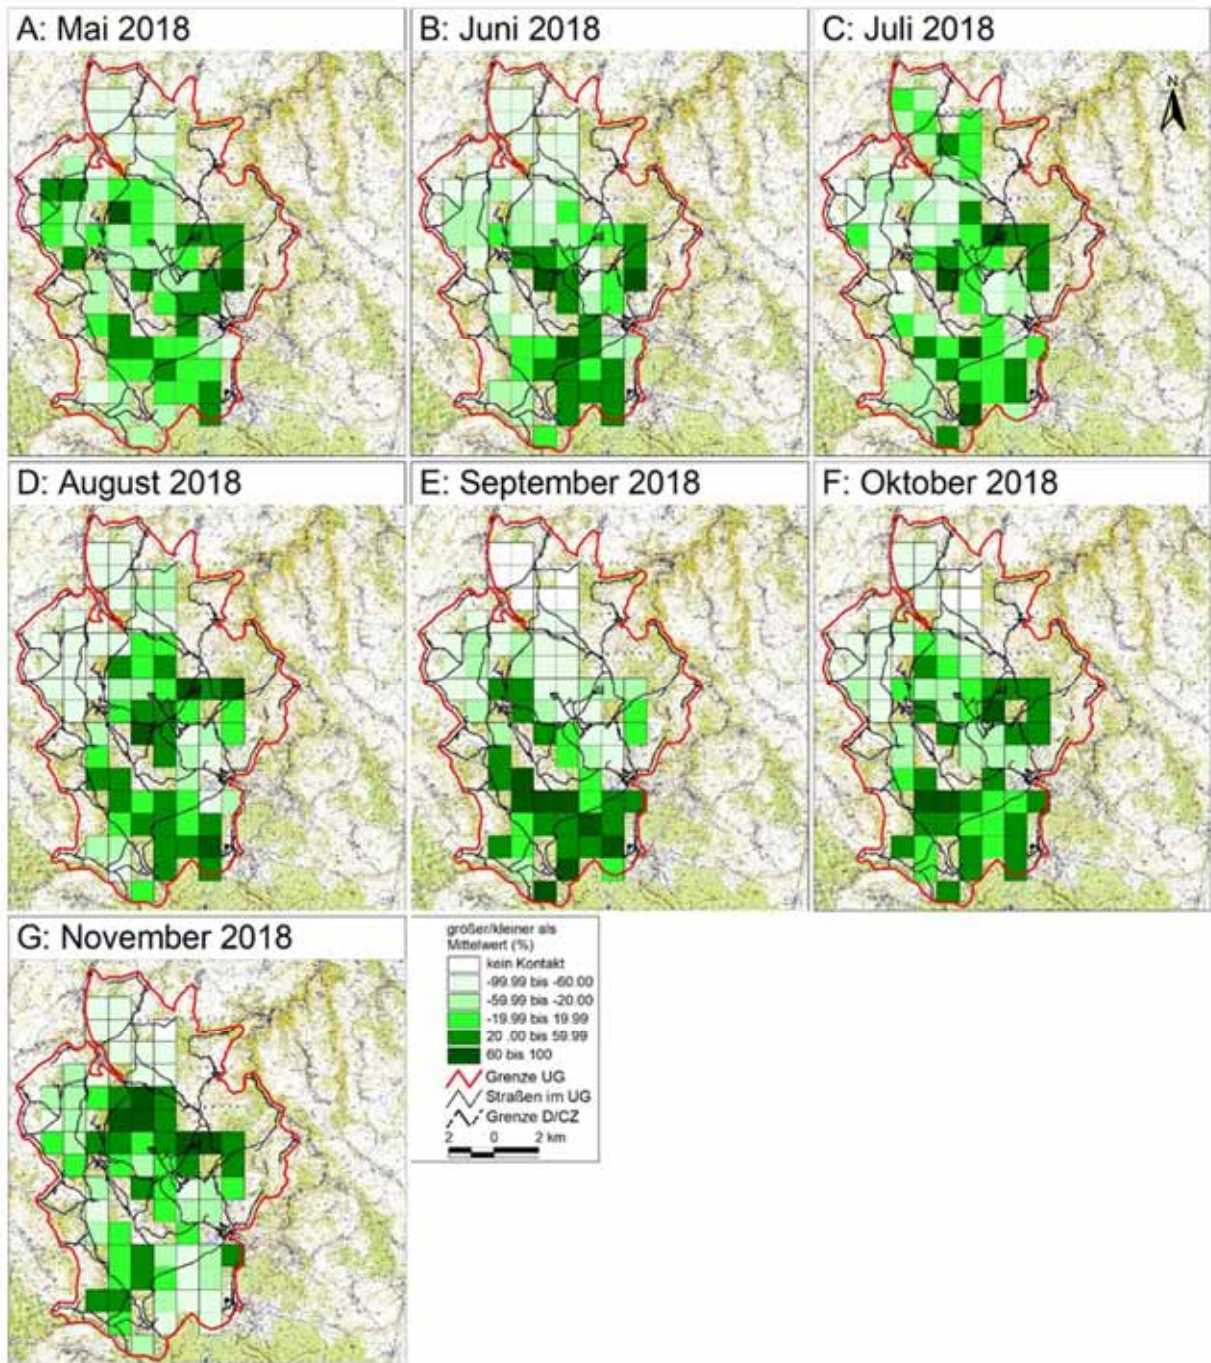 A: Mai 2018
B: Juni 2018
C: Juli 2018
N
D: August 2018
E: September 2018
F: Oktober 2018
G: November 2018
größer/kleiner als
Mittelwert (%)
kein Kontakt
-99.99 bis -60.00
-59.99 bis -20.00
-19.99 bis 19.99
20 .00 bis 59.99
60 bis 100
Grenze UG
Straßen im UG
Grenze D/CZ
2 0 2 km